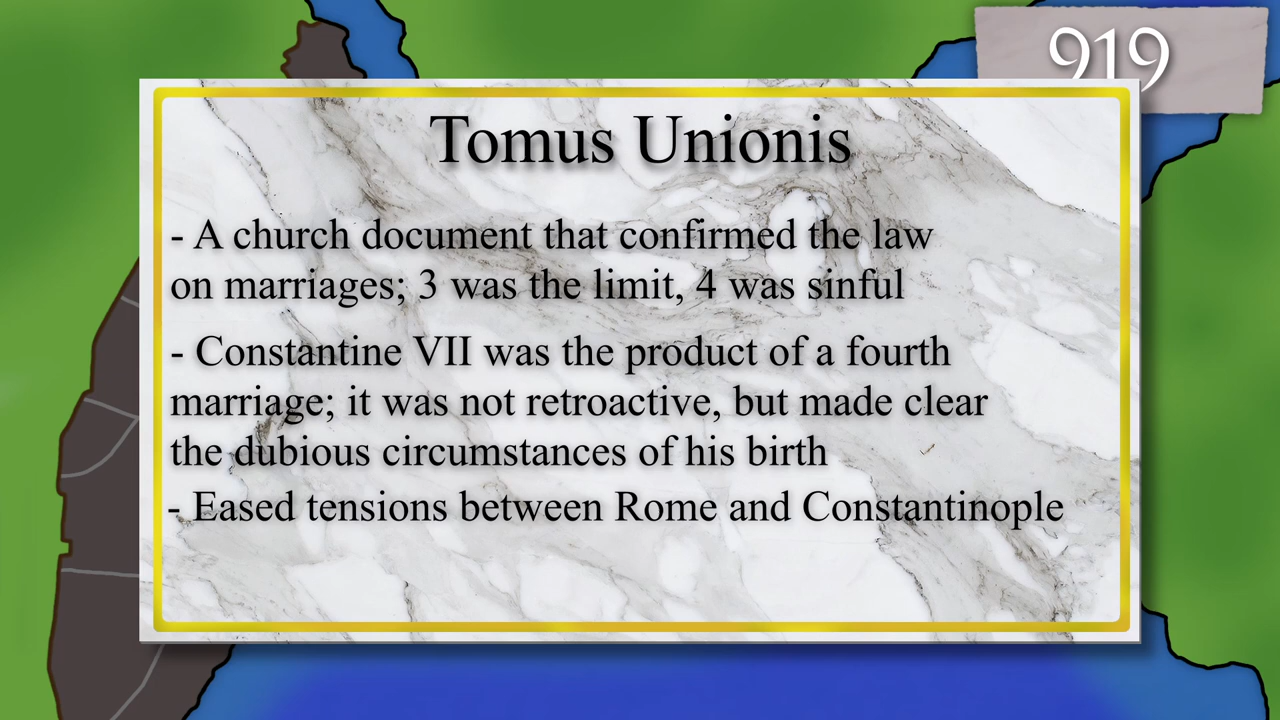 919
Tomus Unionis
- A church document that confirmed the law
on marriages; 3 was the limit, 4 was sinful
- Constantine VII was the product of a fourth
marriage; it was not retroactive, but made clear
the dubious circumstances of his birth
- Eased tensions between Rome and Constantinople